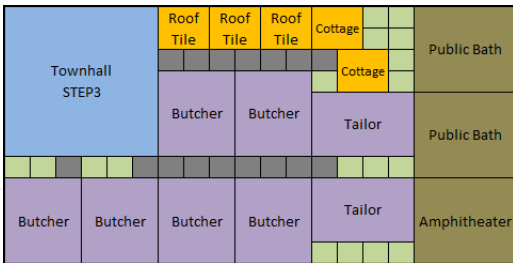 Roof
Tile
Roof
Tile
Roof
Tile
Cottage
Public Bath
Townhall
STEP3
Cottage
Butcher
Butcher
Tailor
Public Bath
Butcher
Butcher
Butcher
Butcher
Tailor
Amphitheater